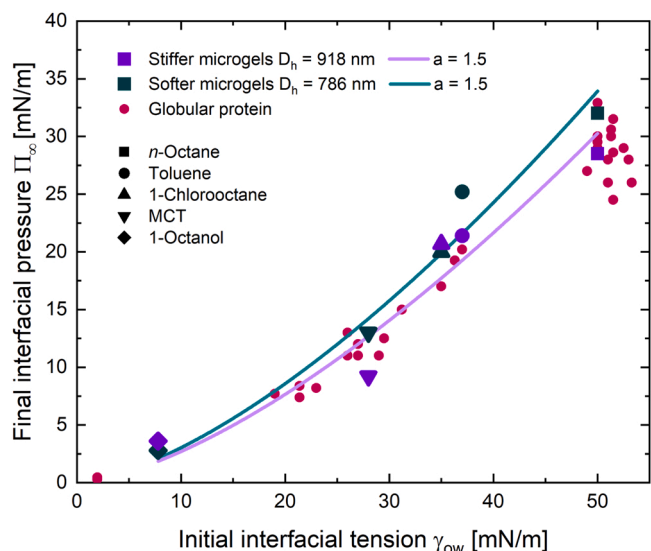 40
35
30
25
20
15
10
5
0
Final interfacial pressure Π∞ [mN/m]
Stiffer microgels Dh = 918 nm a = 1.5
Softer microgels Dh = 786 nm a = 1.5
Globular protein
n-Octane
Toluene
1-Chlorooctane
MCT
1-Octanol
0 10 20 30 40 50
Initial interfacial tension γow [mN/m]